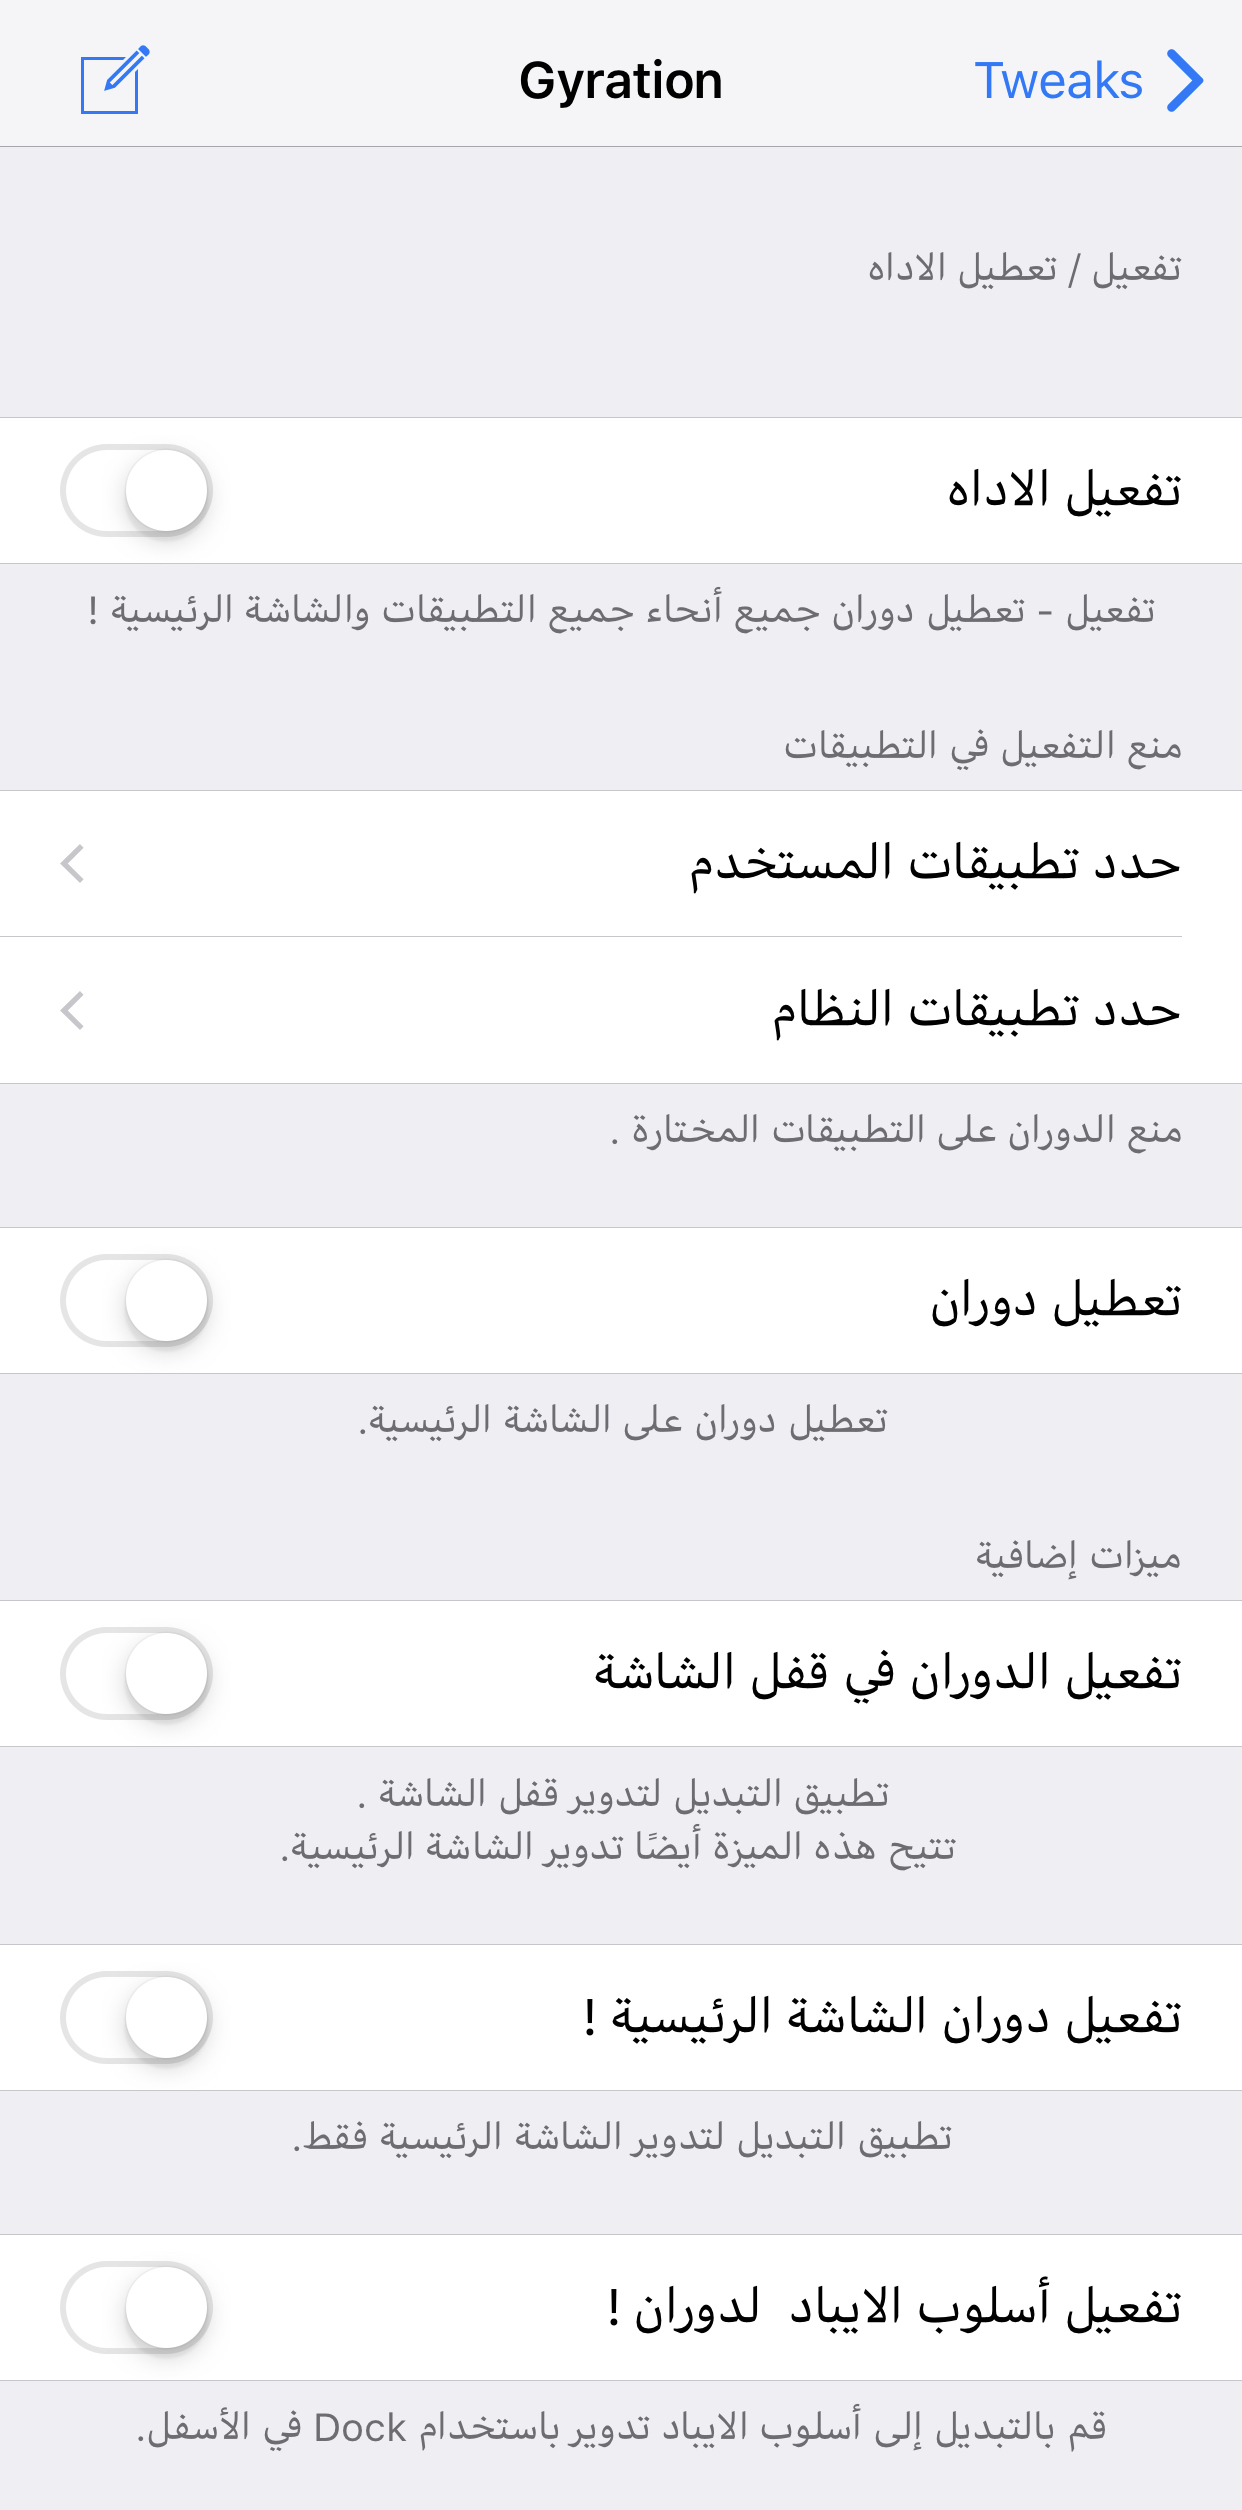 Gyration
Tweaks
تفعيل / تعطيل الاداه
تفعيل الاداه
تفعيل - تعطيل دوران جميع أنحاء جميع التطبيقات والشاشة الرئيسية !
منع التفعيل في التطبيقات
حدد تطبيقات المستخدم
حدد تطبيقات النظام
منع الدوران على التطبيقات المختارة .
تعطيل دوران
تعطيل دوران على الشاشة الرئيسية.
ميزات إضافية
تفعيل الدوران في قفل الشاشة
تطبيق التبديل لتدوير قفل الشاشة .
تتيح هذه الميزة أيضًا تدوير الشاشة الرئيسية.
تفعيل دوران الشاشة الرئيسية !
تطبيق التبديل لتدوير الشاشة الرئيسية فقط.
تفعيل أسلوب الايباد  لدوران !
قم بالتبديل إلى أسلوب الايباد تدوير باستخدام Dock في الأسفل.